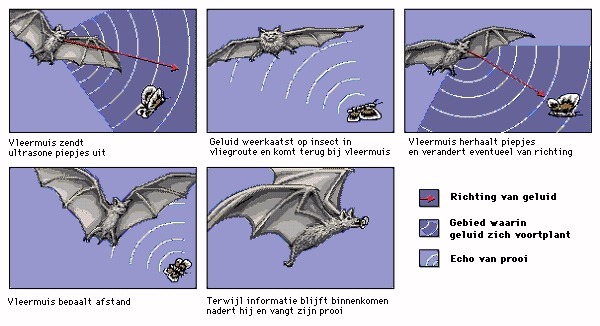 Vleermuis zendt
ultrasone piepjes uit
Geluid weerkaatst op insect in
vliegroute en komt terug bij vleermuis
Vleermuis herhaalt piepjes
en verandert eventueel van richting
Vleermuis bepaalt afstand
Terwijl informatie blijft binnenkomen
nadert hij en vangt zijn prooi
Richting van geluid
Gebied waarin
geluid zich voortplant
Echo van prooi